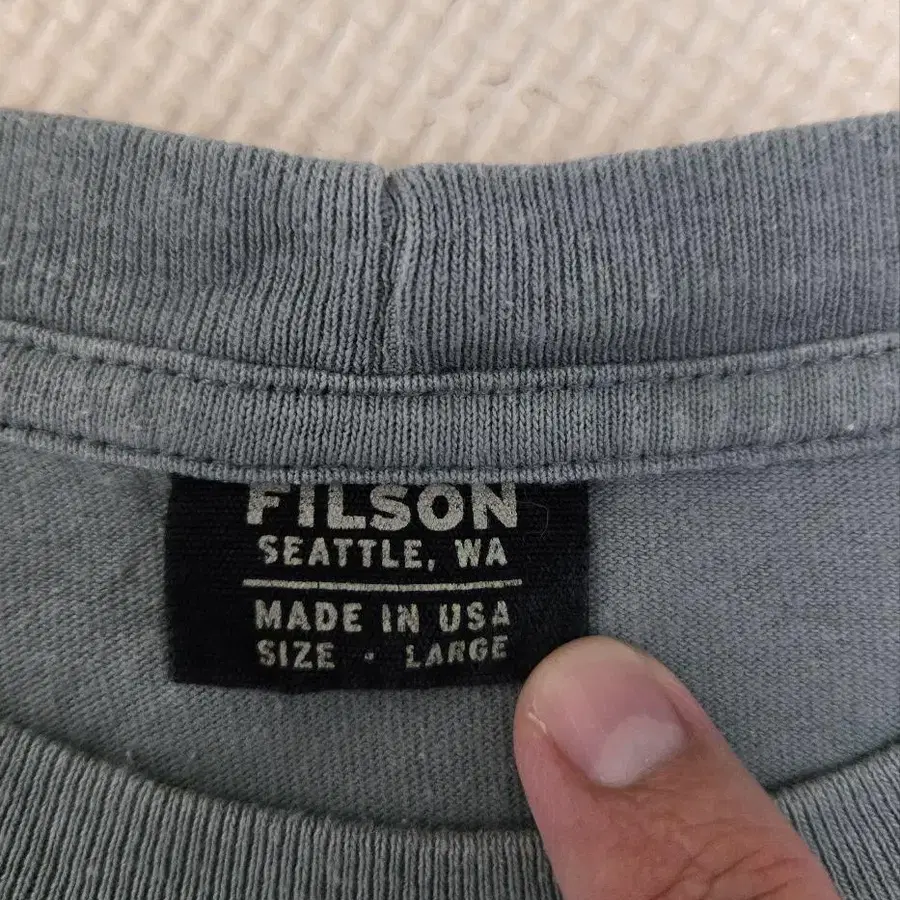 FILSON
SEATTLE, WA
MADE IN USA
SIZE · LARGE